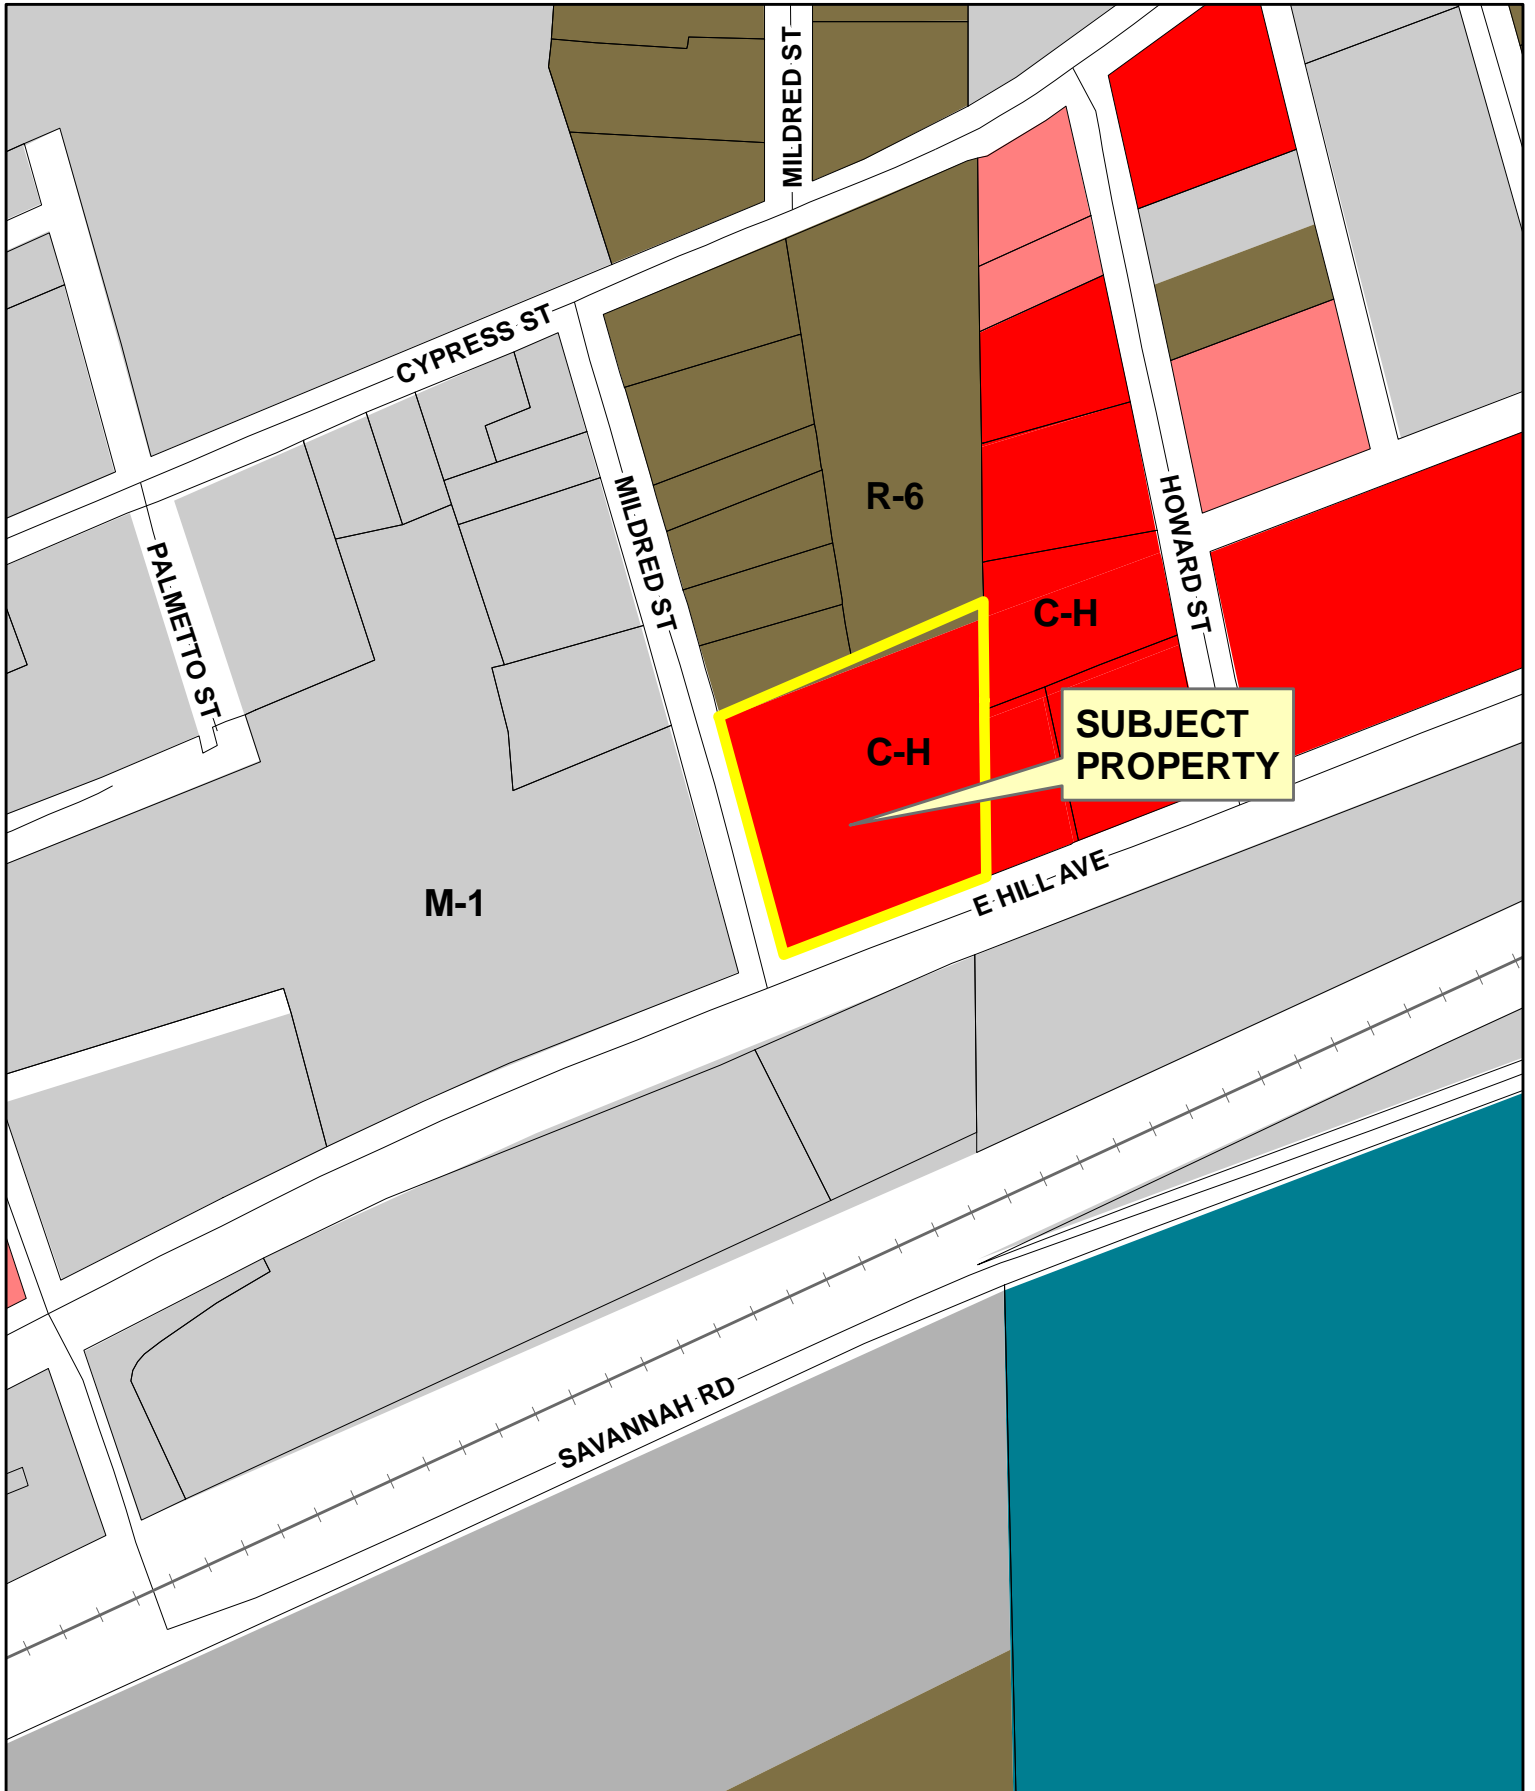 MILDRED ST
CYPRESS ST
R-6
MILDRED ST
HOWARD ST
PALMETTO ST
C-H
SUBJECT
PROPERTY
C-H
E HILL AVE
M-1
SAVANNAH RD